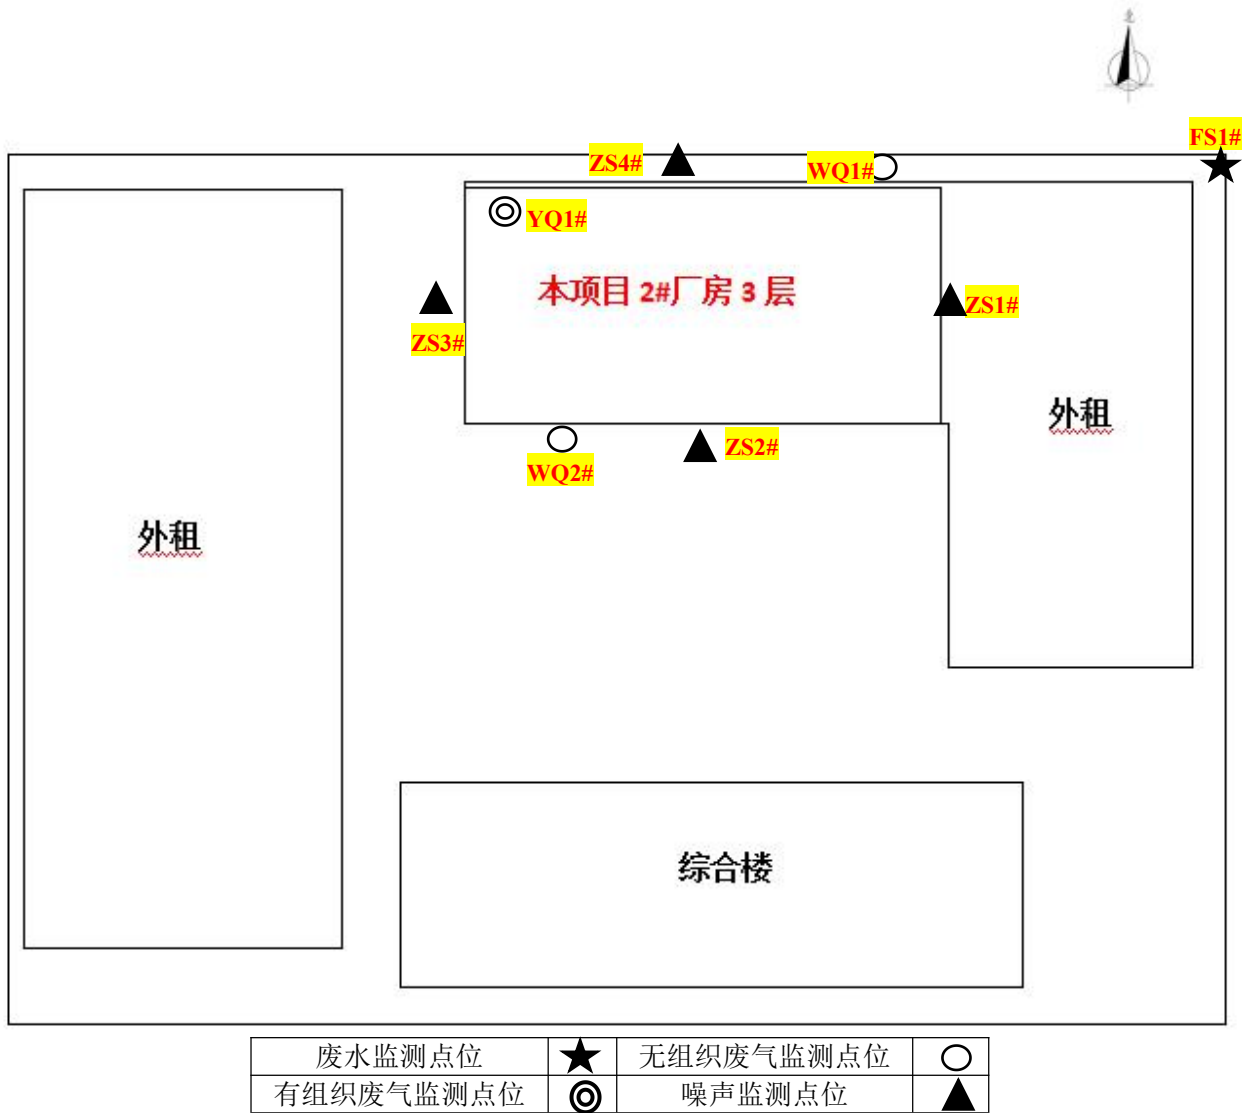 北
FS1#
ZS4#
WQ1#
YQ1#
本项目 2#厂房 3 层
ZS1#
ZS3#
外租
ZS2#
WQ2#
外租
综合楼
废水监测点位 ★ 无组织废气监测点位 ○
有组织废气监测点位 ◎ 噪声监测点位 ▲